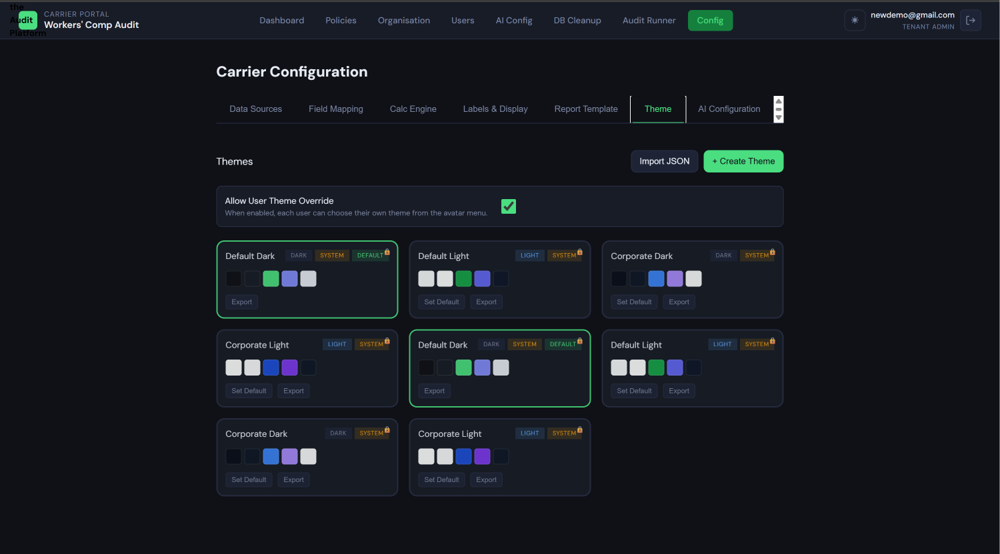 the
Audit
Platform
CARRIER PORTAL
Workers' Comp Audit
Dashboard
Policies
Organisation
Users
AI Config
DB Cleanup
Audit Runner
Config
newdemo@gmail.com
TENANT ADMIN
Carrier Configuration
Data Sources
Field Mapping
Calc Engine
Labels & Display
Report Template
Theme
AI Configuration
Themes
Import JSON
+ Create Theme
Allow User Theme Override
When enabled, each user can choose their own theme from the avatar menu.
Default Dark DARK SYSTEM DEFAULT
Export
Default Light LIGHT SYSTEM
Set Default Export
Corporate Dark DARK SYSTEM
Set Default Export
Corporate Light LIGHT SYSTEM
Set Default Export
Default Dark DARK SYSTEM DEFAULT
Export
Default Light LIGHT SYSTEM
Set Default Export
Corporate Dark DARK SYSTEM
Set Default Export
Corporate Light LIGHT SYSTEM
Set Default Export